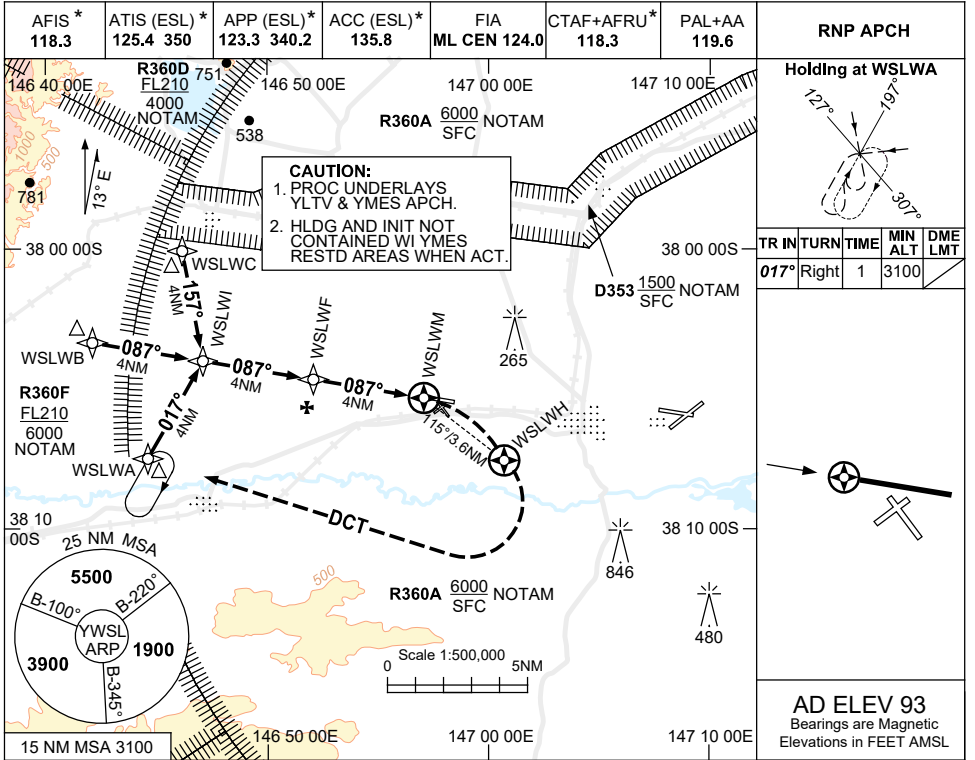 AFIS *
118.3
ATIS (ESL) *
125.4 350
APP (ESL) *
123.3 340.2
ACC (ESL) *
135.8
FIA
ML CEN 124.0
CTAF+AFRU *
118.3
PAL+AA
119.6
RNP APCH
146 40 00E
R360D
FL210
4000
NOTAM
751
146 50 00E
147 00 00E
147 10 00E
538
R360A 6000 NOTAM
SFC
1000
500
781
13° E
CAUTION:
1. PROC UNDERLAYS
YLTV & YMES APCH.
2. HLDG AND INIT NOT
CONTAINED WI YMES
RESTD AREAS WHEN ACT.
38 00 00S
38 00 00S
WSLWC
157°
4NM
D353 1500 NOTAM
SFC
WSLWI
WSLWF
WSLWM
265
WSLWB
087°
4NM
087°
4NM
087°
4NM
R360F
FL210
6000
NOTAM
017°
4NM
WSLWA
115°/3.6NM
WSLWH
DCT
38 10
00S
38 10 00S
846
480
25 NM MSA
5500
B-100°
B-220°
YWSL
ARP
3900
1900
B-345°
500
R360A 6000 NOTAM
SFC
Scale 1:500,000
0
5NM
15 NM MSA 3100
146 50 00E
147 00 00E
147 10 00E
Holding at WSLWA
127°
197°
307°
TR IN TURN TIME MIN ALT DME LMT
017° Right 1 3100
AD ELEV 93
Bearings are Magnetic
Elevations in FEET AMSL